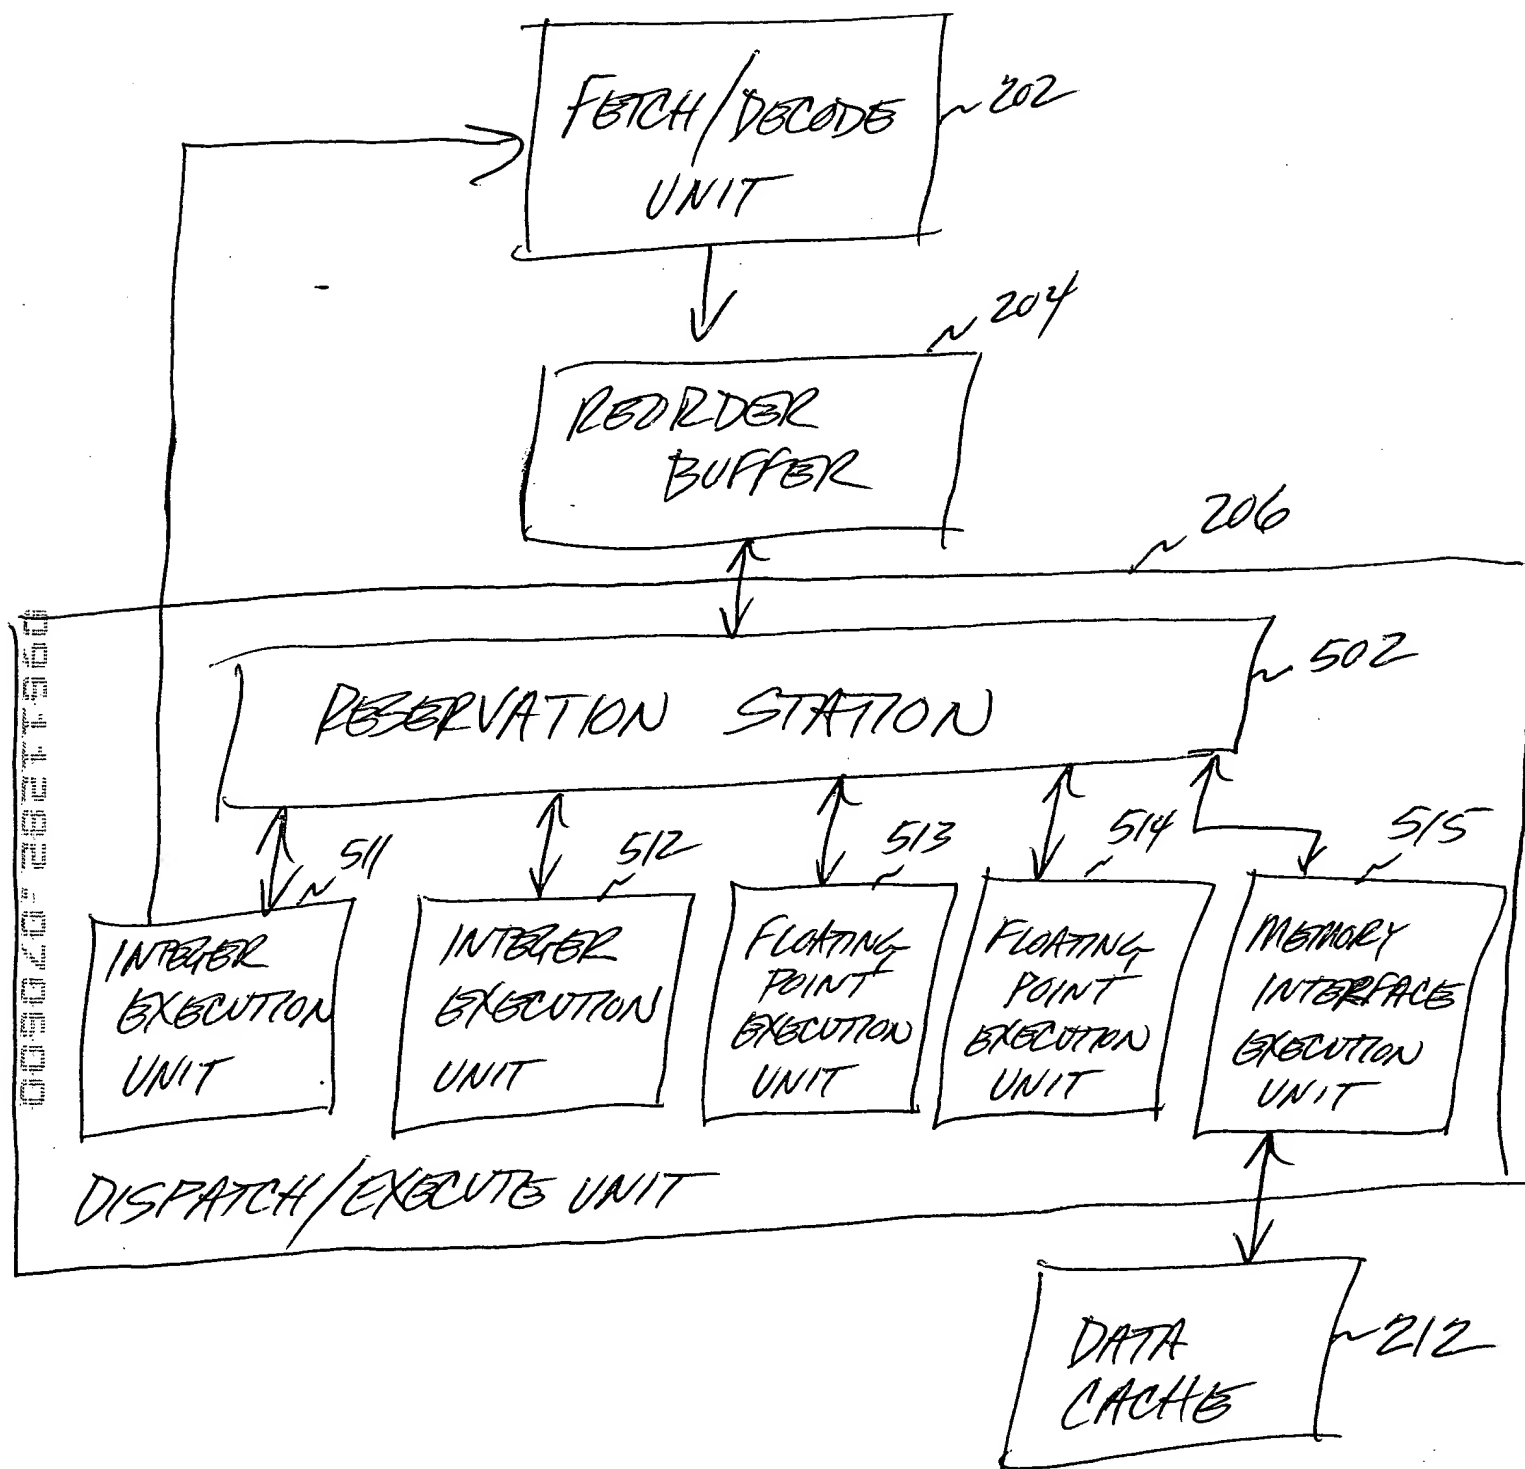 FETCH/DECODE
UNIT
202
204
REORDER
BUFFER
206
RESERVATION STATION
502
511
512
513
514
515
INTEGER
EXECUTION
UNIT
INTEGER
EXECUTION
UNIT
FLOATING
POINT
EXECUTION
UNIT
FLOATING
POINT
EXECUTION
UNIT
MEMORY
INTERFACE
EXECUTION
UNIT
DISPATCH/EXECUTE UNIT
DATA
CACHE
212